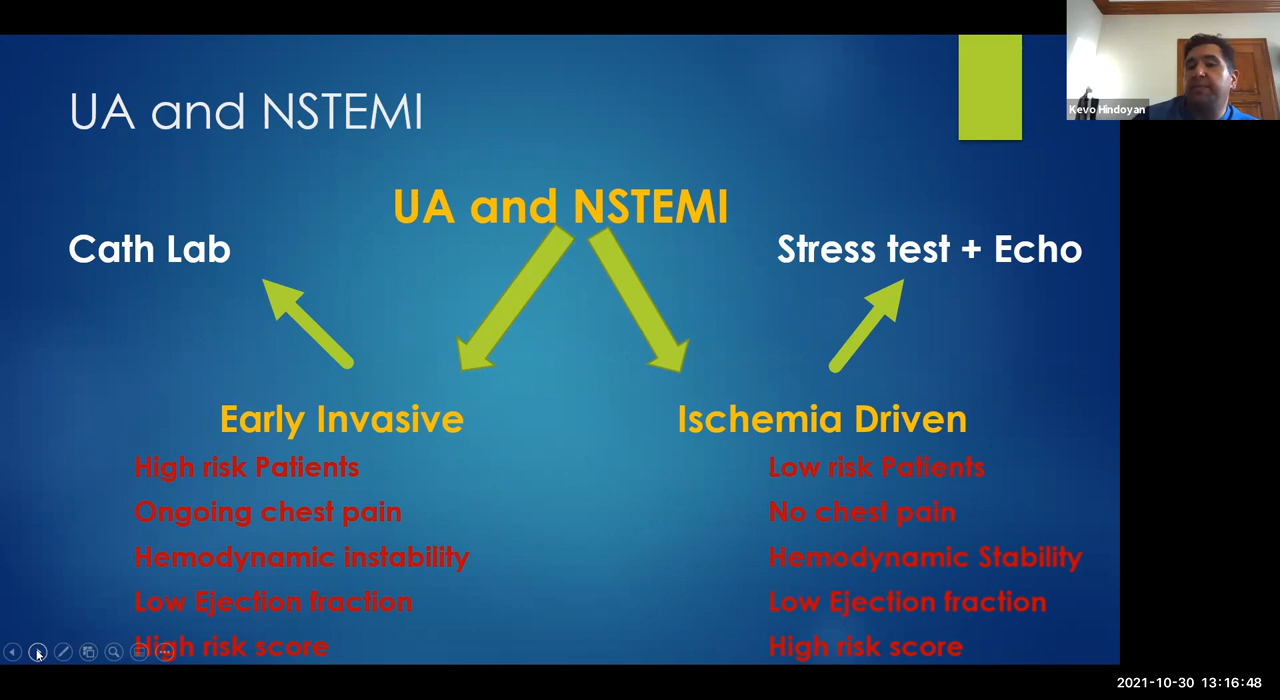 UA and NSTEMI
Kevo Hindoyan
UA and NSTEMI
Cath Lab
Stress test + Echo
Early Invasive
Ischemia Driven
High risk Patients
Ongoing chest pain
Hemodynamic instability
Low Ejection fraction
High risk score
Low risk Patients
No chest pain
Hemodynamic Stability
Low Ejection fraction
High risk score
2021-10-30 13:16:48